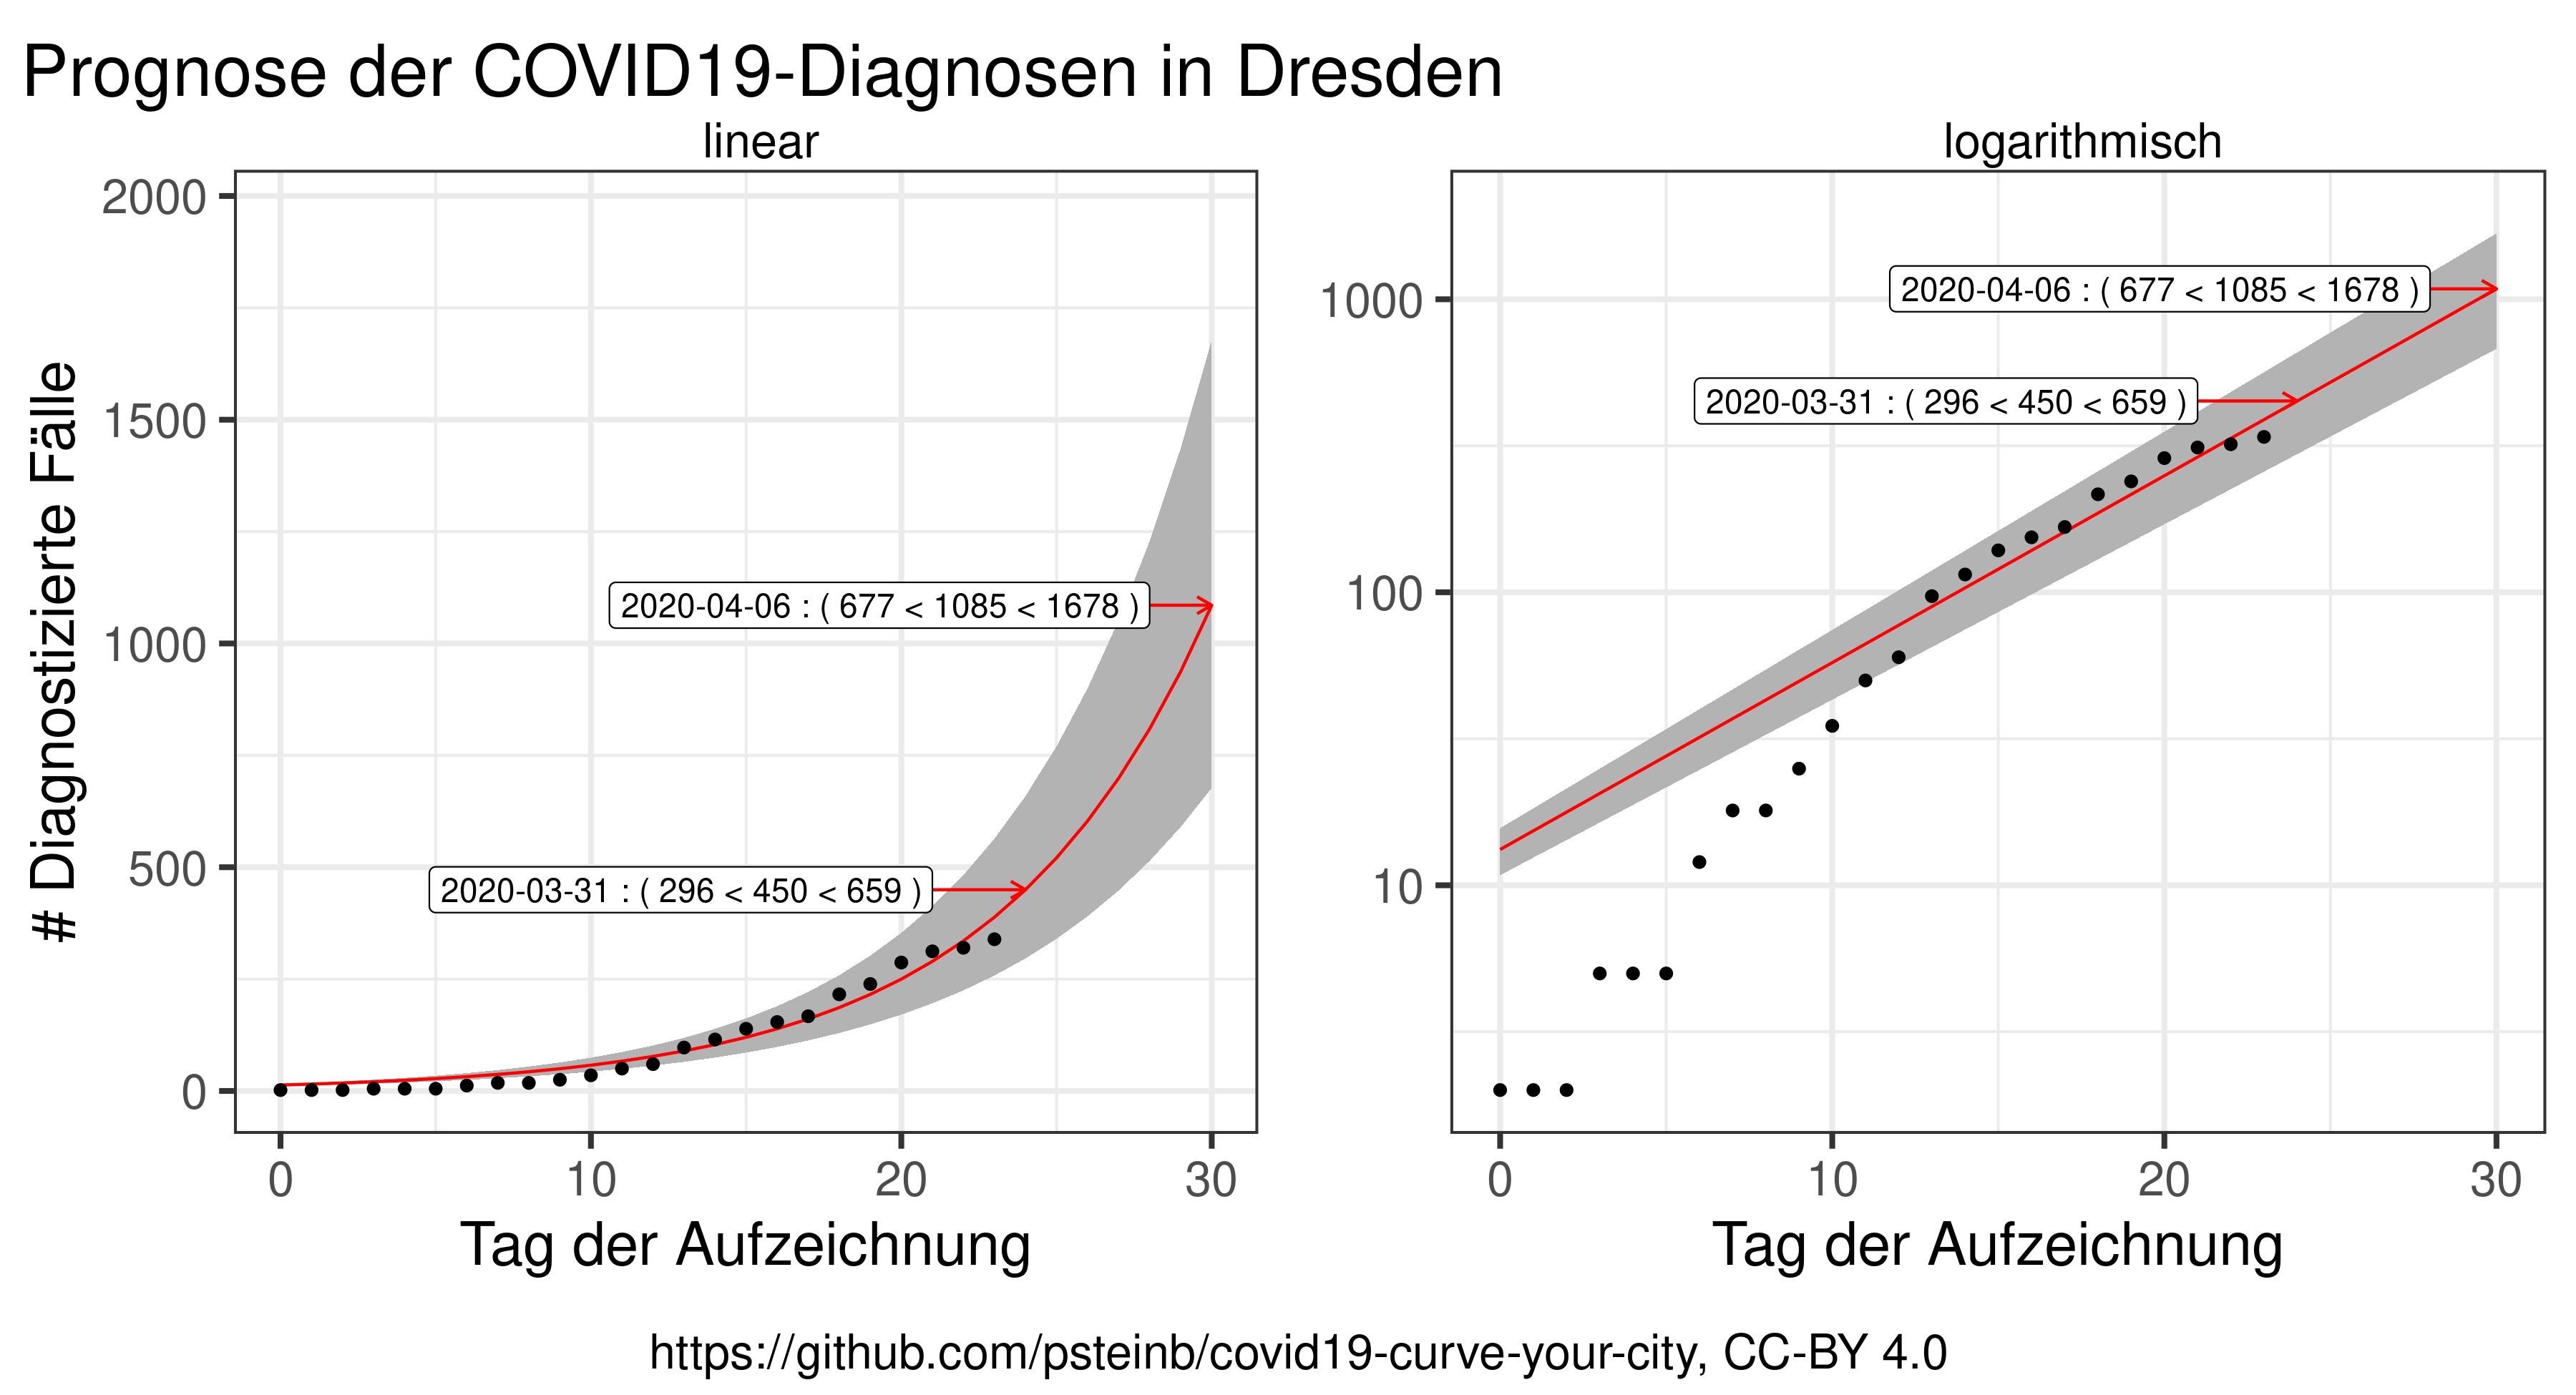 Prognose der COVID19-Diagnosen in Dresden
linear
# Diagnostizierte Fälle
2000
1500
1000
500
0
2020-04-06 : ( 677 < 1085 < 1678 )
2020-03-31 : ( 296 < 450 < 659 )
0 10 20 30
Tag der Aufzeichnung
logarithmisch
1000
100
10
2020-04-06 : ( 677 < 1085 < 1678 )
2020-03-31 : ( 296 < 450 < 659 )
0 10 20 30
Tag der Aufzeichnung
https://github.com/psteinb/covid19-curve-your-city, CC-BY 4.0